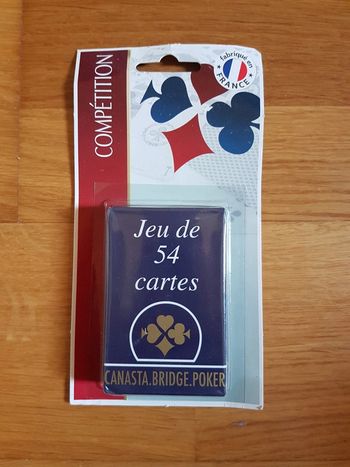 COMPÉTITION
fabriqué en
FRANCE
Jeu de
54
cartes
CANASTA.BRIDGE.POKER